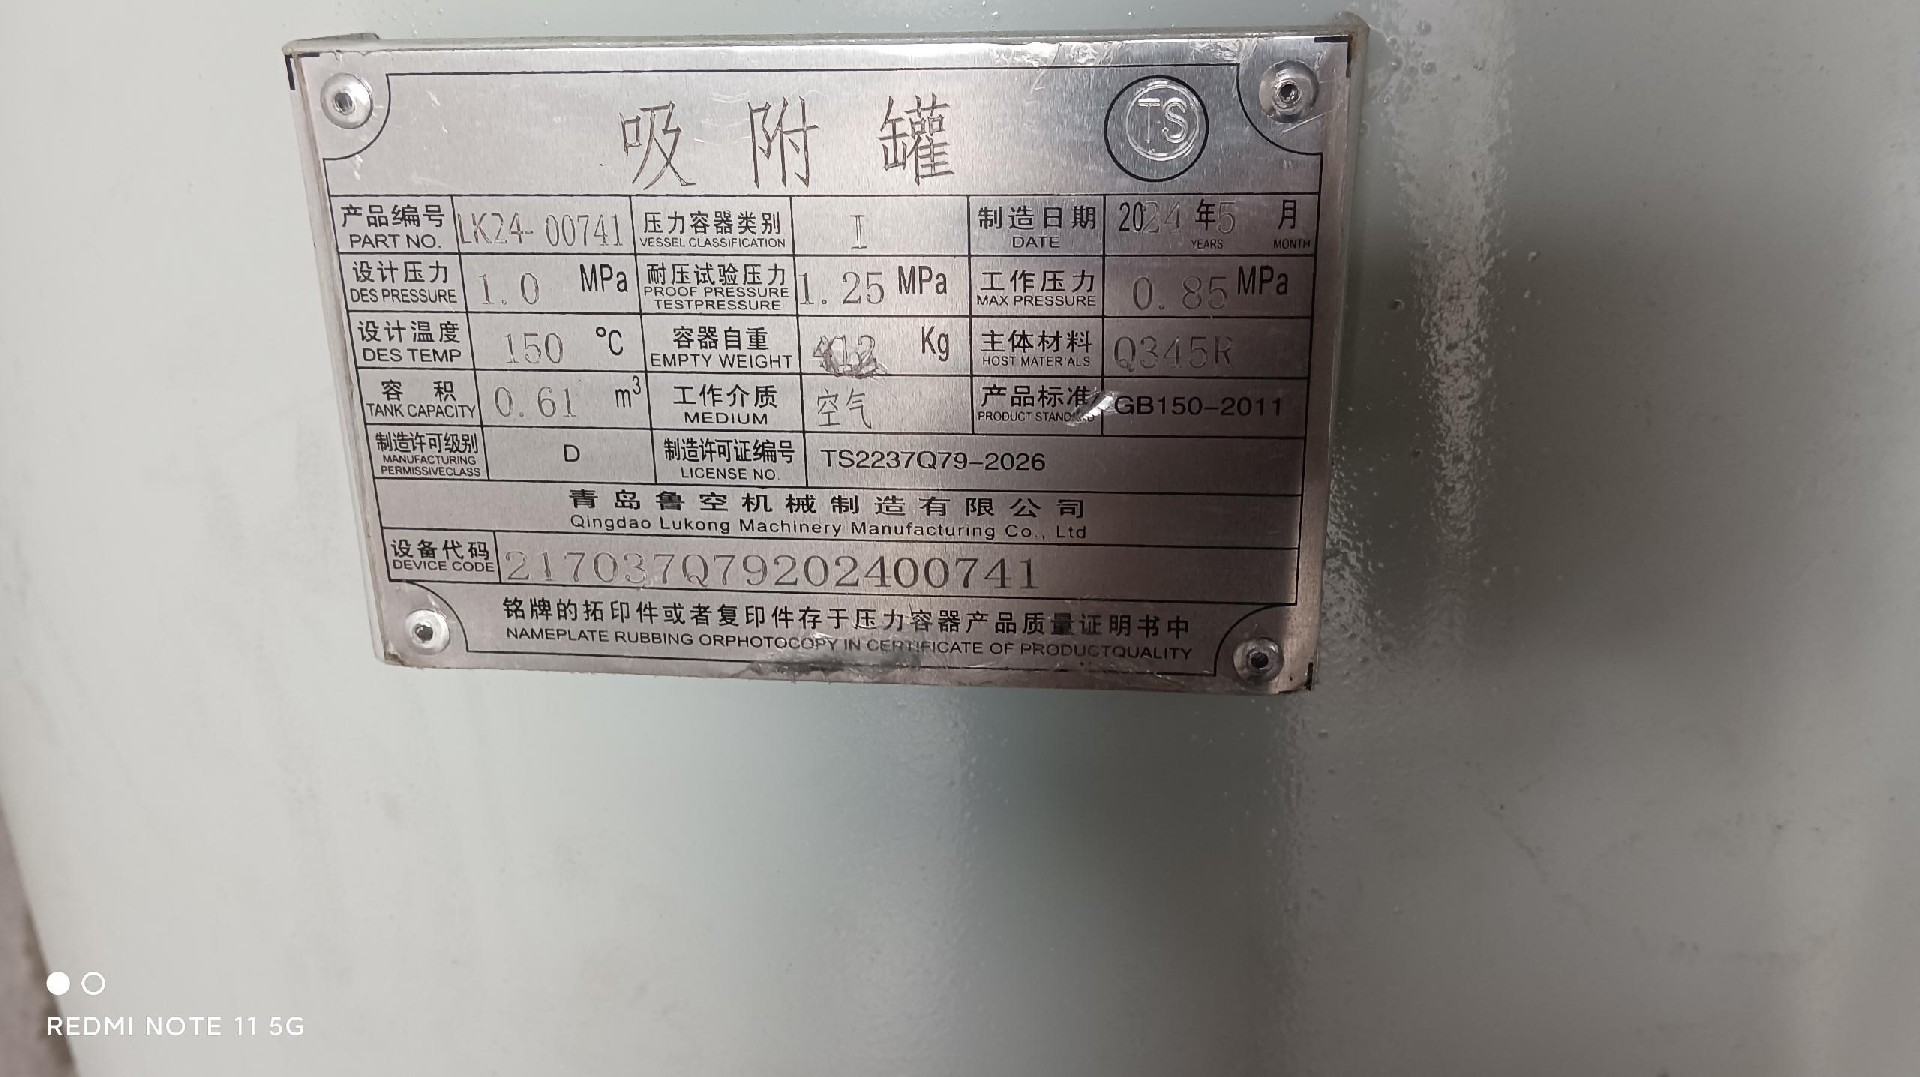 吸附罐 TS
产品编号 LK24-00741 压力容器类别 I 制造日期 2024年5月
PART NO. VESSEL CLASSIFICATION DATE YEARS MONTH
设计压力 1.0 MPa 耐压试验压力 1.25 MPa 工作压力 0.85 MPa
DES PRESSURE PROOF PRESSURE TESTPRESSURE MAX PRESSURE
设计温度 150 ℃ 容器自重 Kg 主体材料 Q345R
DES TEMP EMPTY WEIGHT HOST MATERIALS
容积 0.61 m³ 工作介质 空气 产品标准 GB150-2011
TANK CAPACITY MEDIUM PRODUCT
制造许可级别 D 制造许可证编号 TS2237Q79-2026
MANUFACTURING PERMISSIVECLASS LICENSE NO.
青岛鲁空机械制造有限公司
Qingdao Lukong Machinery Manufacturing Co., Ltd
设备代码 217037Q79202400741
DEVICE CODE
铭牌的拓印件或者复印件存于压力容器产品质量证明书中
NAMEPLATE RUBBING ORPHOTOCOPY IN CERTIFICATE OF PRODUCTQUALITY
REDMI NOTE 11 5G